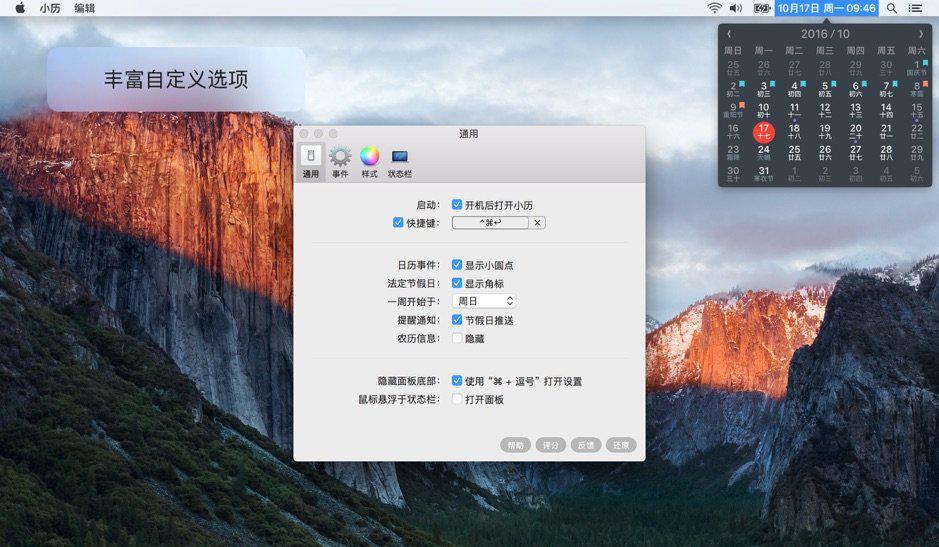 小历 编辑 10月17日 周一 09:46
丰富自定义选项
2016/10
周日 周一 周二 周三 周四 周五 周六
25 26 27 28 29 30 1
廿五 廿六 廿七 廿八 廿九 三十 国庆节
2 3 4 5 6 7 8
初二 初三 初四 初五 初六 初七 寒露
9 10 11 12 13 14 15
重阳节 初十 十一 十二 十三 十四 十五
16 17 18 19 20 21 22
十六 十七 十八 十九 二十 廿一 廿二
23 24 25 26 27 28 29
霜降 天蝎 廿五 廿六 廿七 廿八 廿九
30 31 1 2 3 4 5
三十 寒衣节 初二 初三 初四 初五 初六
通用
通用 事件 样式 状态栏
启动: 开机后打开小历
快捷键: ^⌘↩ ×
日历事件: 显示小圆点
法定节假日: 显示角标
一周开始于: 周日
提醒通知: 节假日推送
农历信息: 隐藏
隐藏面板底部: 使用“⌘ + 逗号”打开设置
鼠标悬浮于状态栏: 打开面板
帮助 评分 反馈 还原